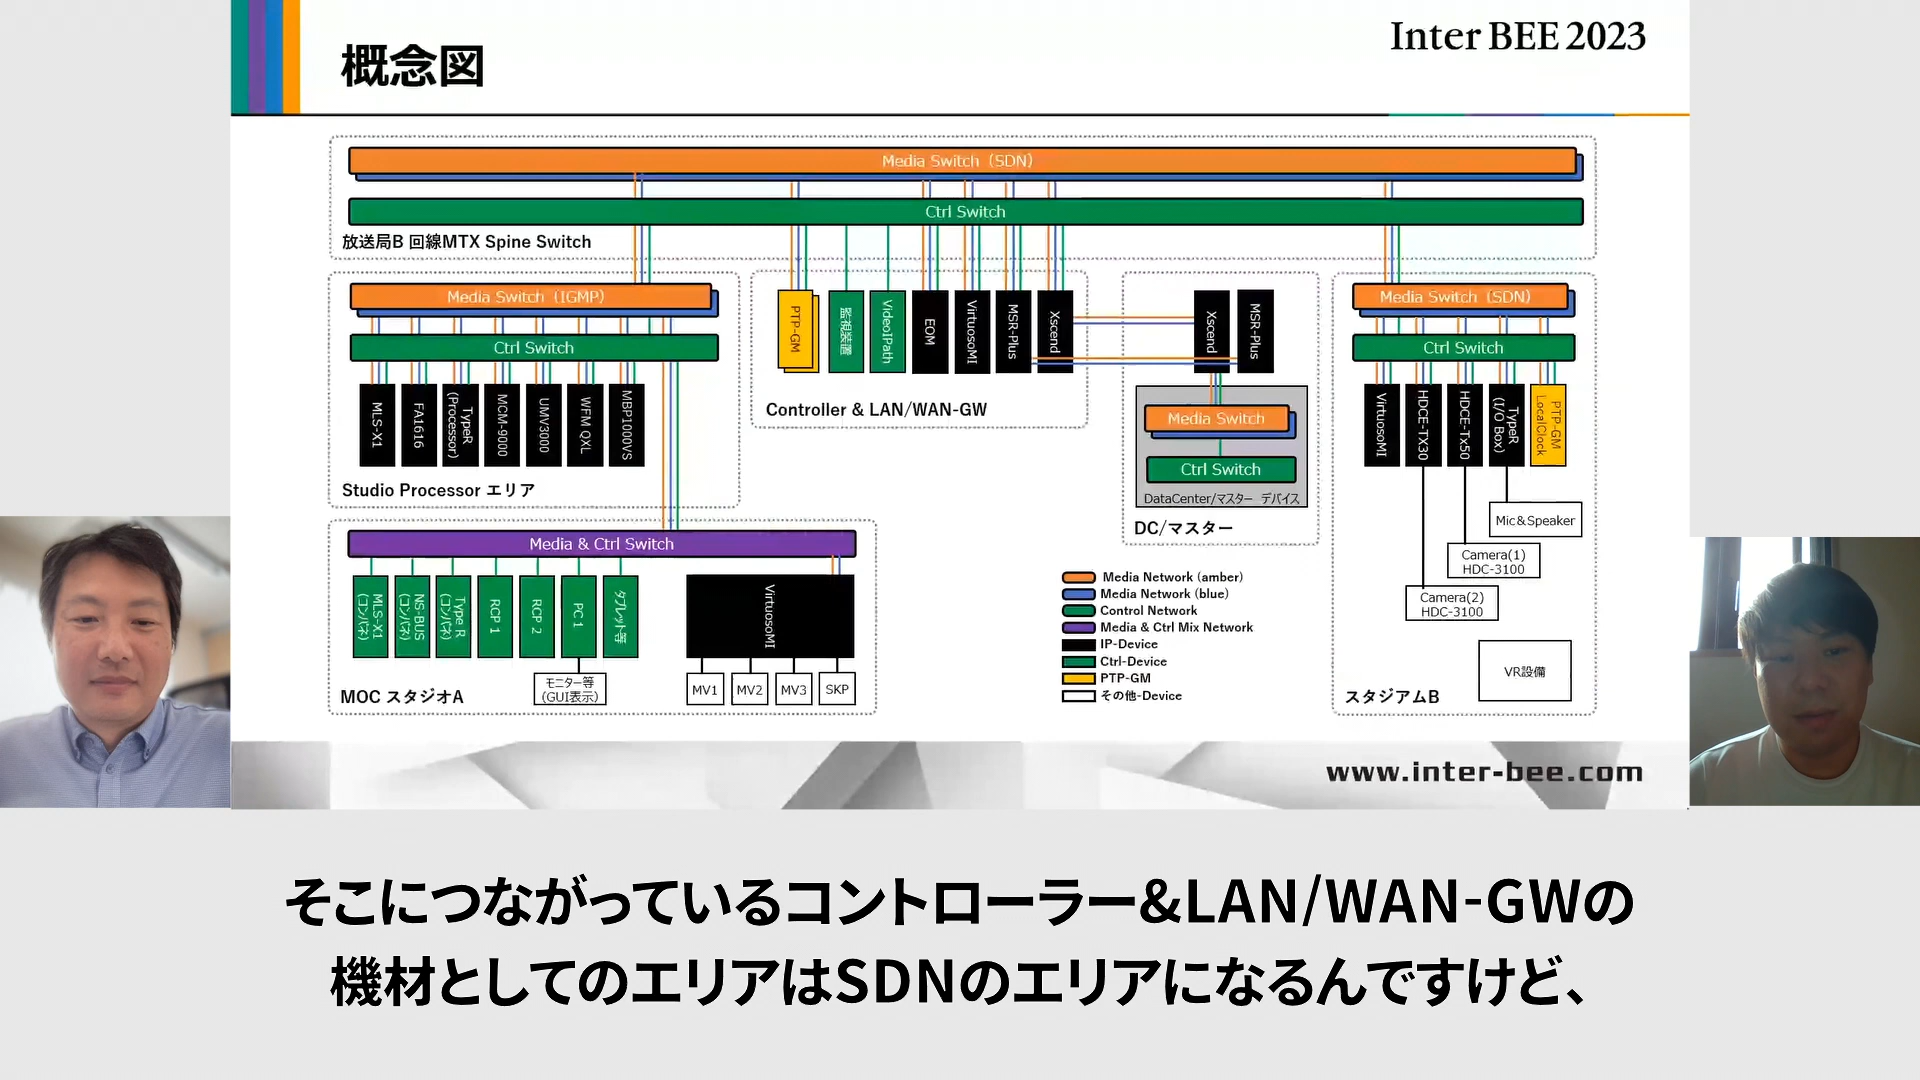 Inter BEE 2023
概念図
Media Switch（SDN）
Ctrl Switch
放送局B 回線MTX Spine Switch
Media Switch（IGMP）
Ctrl Switch
MLS-X1
FA1616
TypeR
(Processor)
MCM-9000
UMV3000
WFM QXL
MBP1000VS
Studio Processor エリア
PTP-GM
監視装置
VideoIPath
EOM
VirtuosoMI
MSR-Plus
Xscend
Controller & LAN/WAN-GW
Xscend
MSR-Plus
Media Switch
Ctrl Switch
DataCenter/マスター デバイス
DC/マスター
Media Switch（SDN）
Ctrl Switch
VirtuosoMI
HDCE-TX30
HDCE-Tx50
TypeR
(I/O Box)
PTP-GM
LocalClock
Mic＆Speaker
Camera(1)
HDC-3100
Camera(2)
HDC-3100
VR設備
スタジアムB
Media & Ctrl Switch
MLS-X1
(コンパネ)
NS-BUS
(コンパネ)
Type R
(コンパネ)
RCP 1
RCP 2
PC 1
タブレット等
モニター等
(GUI表示)
VirtuosoMI
MV1
MV2
MV3
SKP
MOC スタジオA
Media Network (amber)
Media Network (blue)
Control Network
Media & Ctrl Mix Network
IP-Device
Ctrl-Device
PTP-GM
その他-Device
www.inter-bee.com
そこにつながっているコントローラー&LAN/WAN-GWの
機材としてのエリアはSDNのエリアになるんですけど、